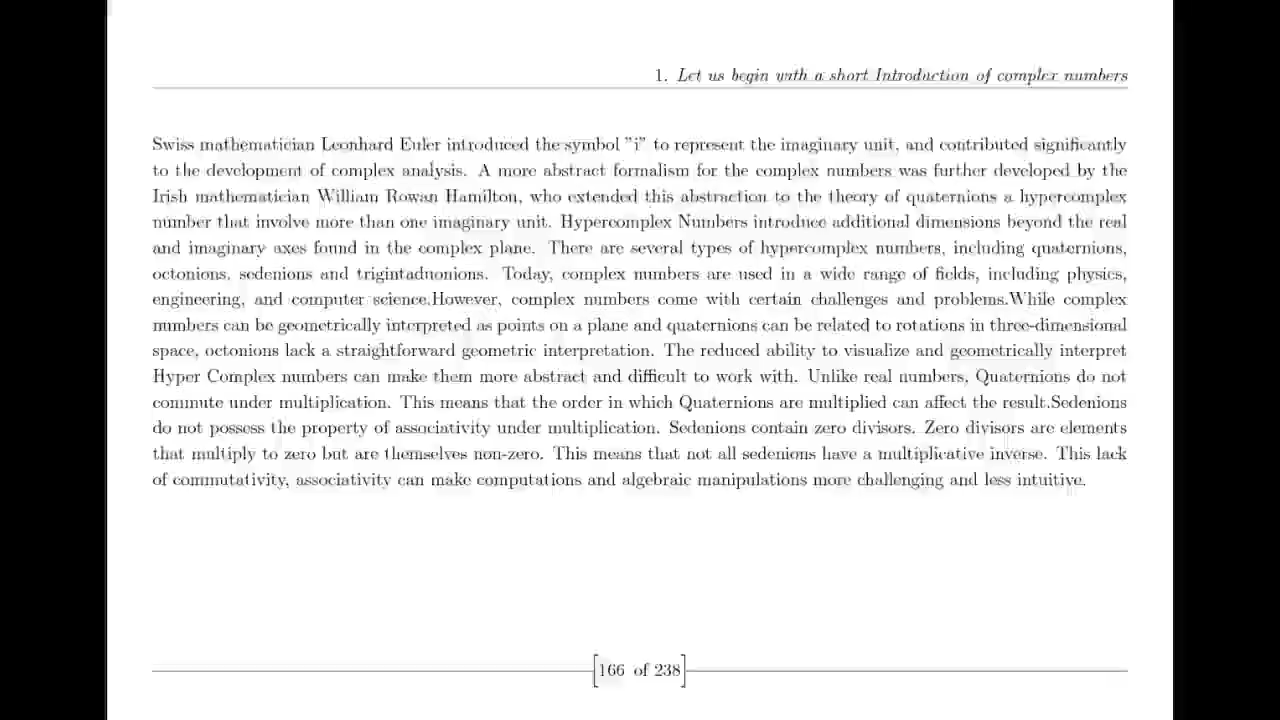 1. Let us begin with a short Introduction of complex numbers
Swiss mathematician Leonhard Euler introduced the symbol "i" to represent the imaginary unit, and contributed significantly
to the development of complex analysis. A more abstract formalism for the complex numbers was further developed by the
Irish mathematician William Rowan Hamilton, who extended this abstraction to the theory of quaternions a hypercomplex
number that involve more than one imaginary unit. Hypercomplex Numbers introduce additional dimensions beyond the real
and imaginary axes found in the complex plane. There are several types of hypercomplex numbers, including quaternions,
octonions, sedenions and trigintaduonions. Today, complex numbers are used in a wide range of fields, including physics,
engineering, and computer science.However, complex numbers come with certain challenges and problems.While complex
numbers can be geometrically interpreted as points on a plane and quaternions can be related to rotations in three-dimensional
space, octonions lack a straightforward geometric interpretation. The reduced ability to visualize and geometrically interpret
Hyper Complex numbers can make them more abstract and difficult to work with. Unlike real numbers, Quaternions do not
commute under multiplication. This means that the order in which Quaternions are multiplied can affect the result.Sedenions
do not possess the property of associativity under multiplication. Sedenions contain zero divisors. Zero divisors are elements
that multiply to zero but are themselves non-zero. This means that not all sedenions have a multiplicative inverse. This lack
of commutativity, associativity can make computations and algebraic manipulations more challenging and less intuitive.
166 of 238